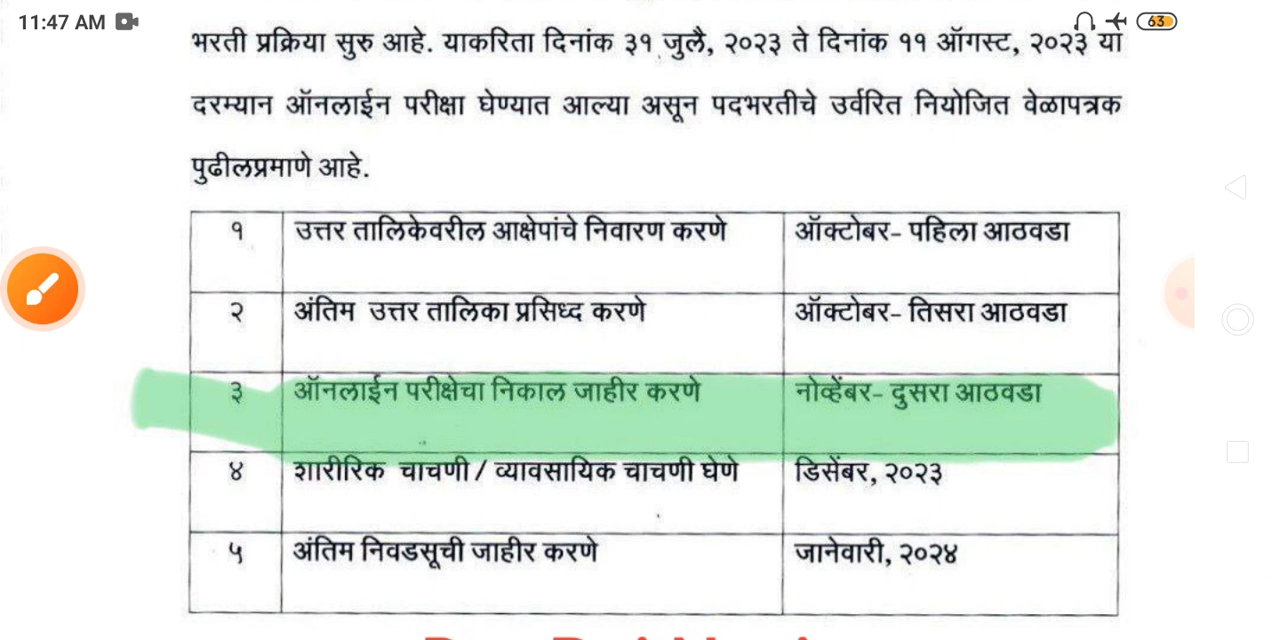 11:47 AM
63
भरती प्रक्रिया सुरु आहे. याकरिता दिनांक ३१ जुलै, २०२३ ते दिनांक ११ ऑगस्ट, २०२३ या
दरम्यान ऑनलाईन परीक्षा घेण्यात आल्या असून पदभरतीचे उर्वरित नियोजित वेळापत्रक
पुढीलप्रमाणे आहे.
१ उत्तर तालिकेवरील आक्षेपांचे निवारण करणे ऑक्टोबर- पहिला आठवडा
२ अंतिम उत्तर तालिका प्रसिध्द करणे ऑक्टोबर- तिसरा आठवडा
३ ऑनलाईन परीक्षेचा निकाल जाहीर करणे नोव्हेंबर- दुसरा आठवडा
४ शारीरिक चाचणी / व्यावसायिक चाचणी घेणे डिसेंबर, २०२३
५ अंतिम निवडसूची जाहीर करणे जानेवारी, २०२४